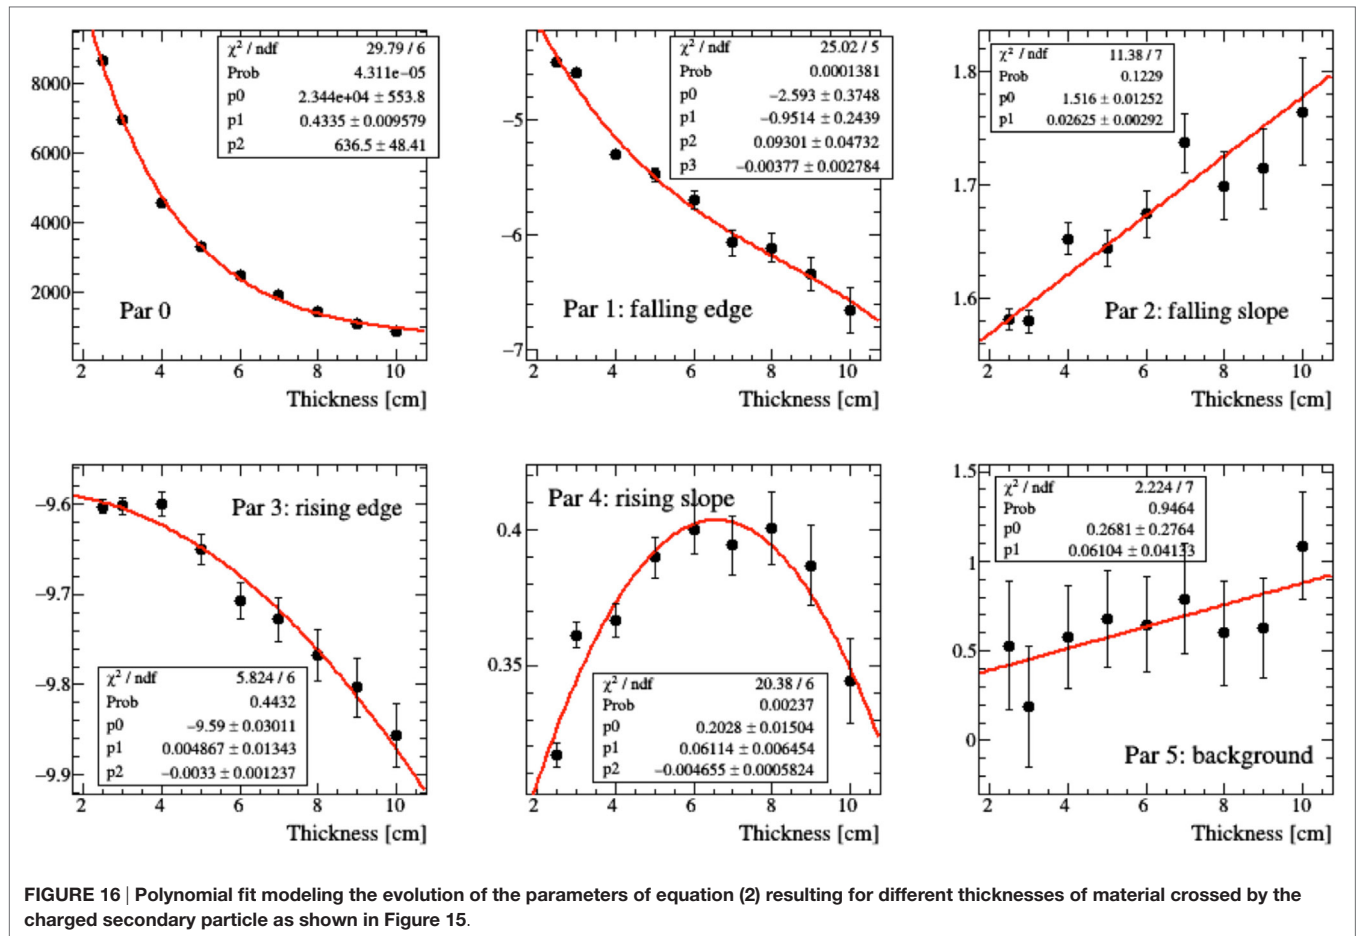 χ² / ndf 29.79 / 6
Prob 4.311e−05
p0 2.344e+04 ± 553.8
p1 0.4335 ± 0.009579
p2 636.5 ± 48.41
8000
6000
4000
2000
Par 0
2 4 6 8 10
Thickness [cm]
χ² / ndf 25.02 / 5
Prob 0.0001381
p0 −2.593 ± 0.3748
p1 −0.9514 ± 0.2439
p2 0.09301 ± 0.04732
p3 −0.00377 ± 0.002784
−5
−6
−7
Par 1: falling edge
2 4 6 8 10
Thickness [cm]
χ² / ndf 11.38 / 7
Prob 0.1229
p0 1.516 ± 0.01252
p1 0.02625 ± 0.00292
1.8
1.7
1.6
Par 2: falling slope
2 4 6 8 10
Thickness [cm]
Par 3: rising edge
−9.6
−9.7
−9.8
−9.9
χ² / ndf 5.824 / 6
Prob 0.4432
p0 −9.59 ± 0.03011
p1 0.004867 ± 0.01343
p2 −0.0033 ± 0.001237
2 4 6 8 10
Thickness [cm]
Par 4: rising slope
0.4
0.35
χ² / ndf 20.38 / 6
Prob 0.00237
p0 0.2028 ± 0.01504
p1 0.06114 ± 0.006454
p2 −0.004655 ± 0.0005824
2 4 6 8 10
Thickness [cm]
1.5
1
0.5
0
χ² / ndf 2.224 / 7
Prob 0.9464
p0 0.2681 ± 0.2764
p1 0.06104 ± 0.04133
Par 5: background
2 4 6 8 10
Thickness [cm]
FIGURE 16 | Polynomial fit modeling the evolution of the parameters of equation (2) resulting for different thicknesses of material crossed by the
charged secondary particle as shown in Figure 15.